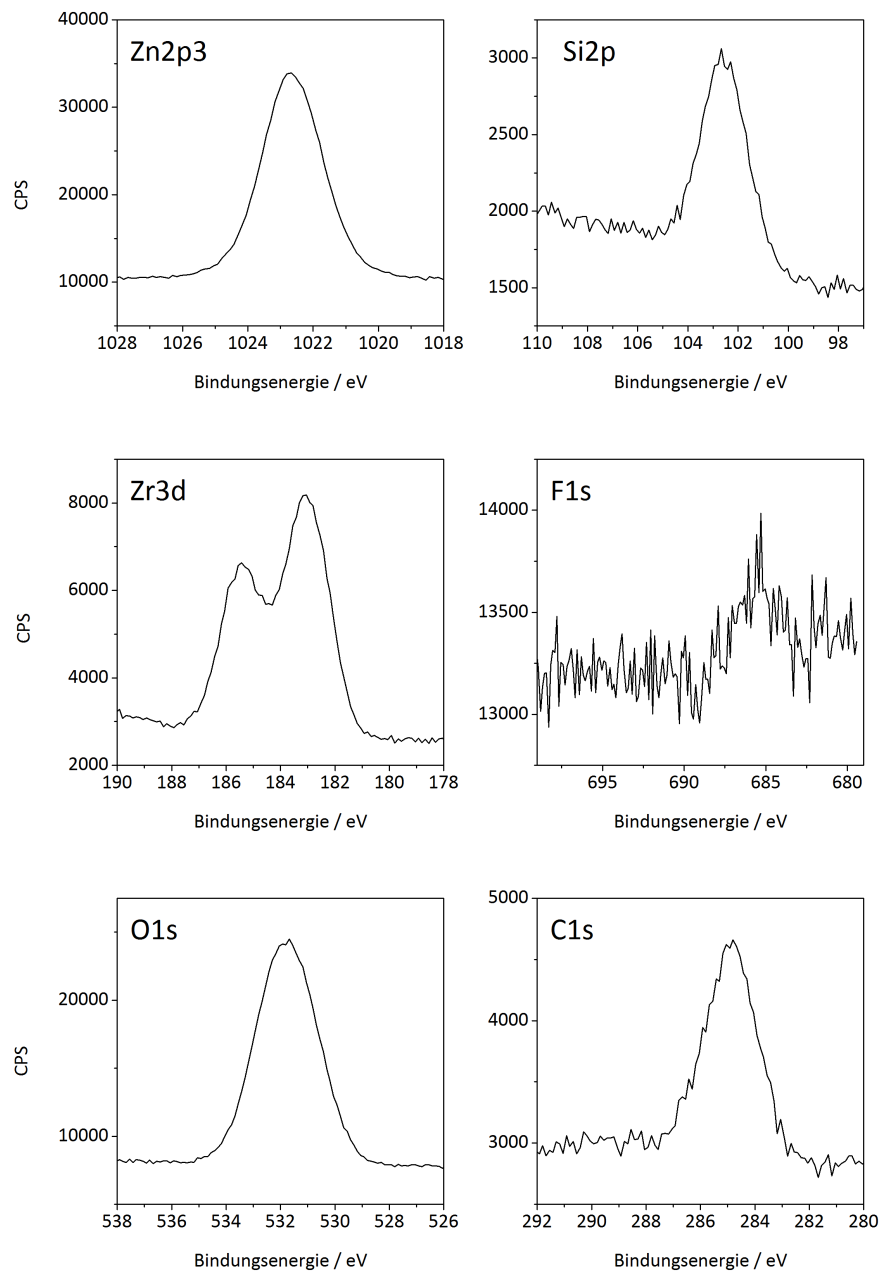 Zn2p3
CPS
40000
30000
20000
10000
1028 1026 1024 1022 1020 1018
Bindungsenergie / eV
Si2p
3000
2500
2000
1500
110 108 106 104 102 100 98
Bindungsenergie / eV
Zr3d
CPS
8000
6000
4000
2000
190 188 186 184 182 180 178
Bindungsenergie / eV
F1s
14000
13500
13000
695 690 685 680
Bindungsenergie / eV
O1s
CPS
20000
10000
538 536 534 532 530 528 526
Bindungsenergie / eV
C1s
5000
4000
3000
292 290 288 286 284 282 280
Bindungsenergie / eV